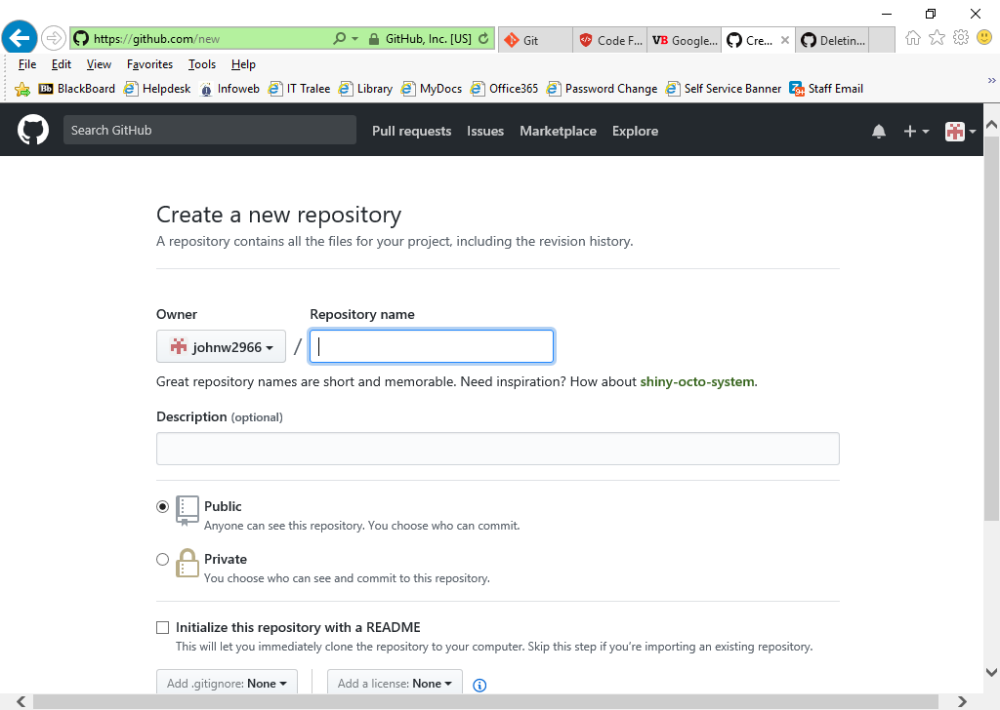 https://github.com/new GitHub, Inc. [US] Git Code F... VB Google... Cre... Deletin...
File Edit View Favorites Tools Help
Bb BlackBoard Helpdesk Infoweb IT Tralee Library MyDocs Office365 Password Change Self Service Banner Staff Email
Search GitHub Pull requests Issues Marketplace Explore
Create a new repository
A repository contains all the files for your project, including the revision history.
Owner Repository name
johnw2966 /
Great repository names are short and memorable. Need inspiration? How about shiny-octo-system.
Description (optional)
Public
Anyone can see this repository. You choose who can commit.
Private
You choose who can see and commit to this repository.
Initialize this repository with a README
This will let you immediately clone the repository to your computer. Skip this step if you’re importing an existing repository.
Add .gitignore: None Add a license: None